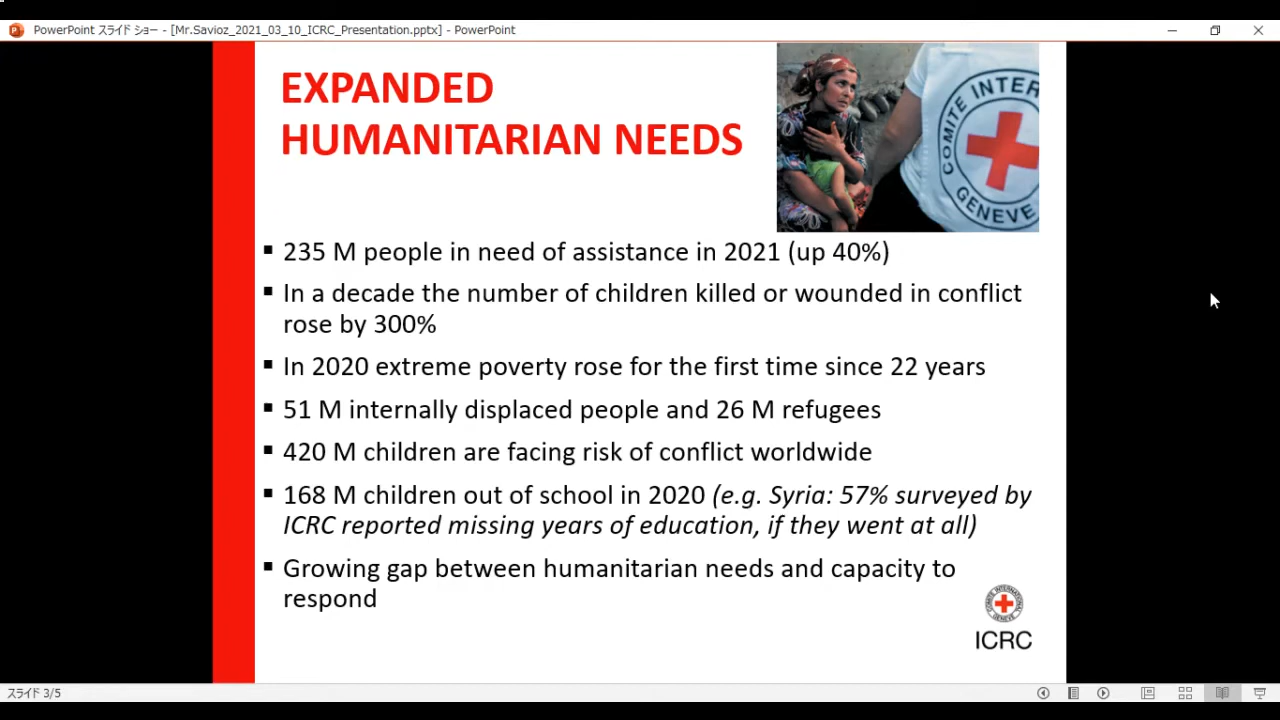 PowerPoint スライド ショー - [Mr.Savioz_2021_03_10_ICRC_Presentation.pptx] - PowerPoint
EXPANDED
HUMANITARIAN NEEDS
COMITE INTER
GENEVE
▪ 235 M people in need of assistance in 2021 (up 40%)
▪ In a decade the number of children killed or wounded in conflict
rose by 300%
▪ In 2020 extreme poverty rose for the first time since 22 years
▪ 51 M internally displaced people and 26 M refugees
▪ 420 M children are facing risk of conflict worldwide
▪ 168 M children out of school in 2020 (e.g. Syria: 57% surveyed by
ICRC reported missing years of education, if they went at all)
▪ Growing gap between humanitarian needs and capacity to
respond
COMITE INTERNATIONAL
GENEVE
ICRC
スライド 3/5